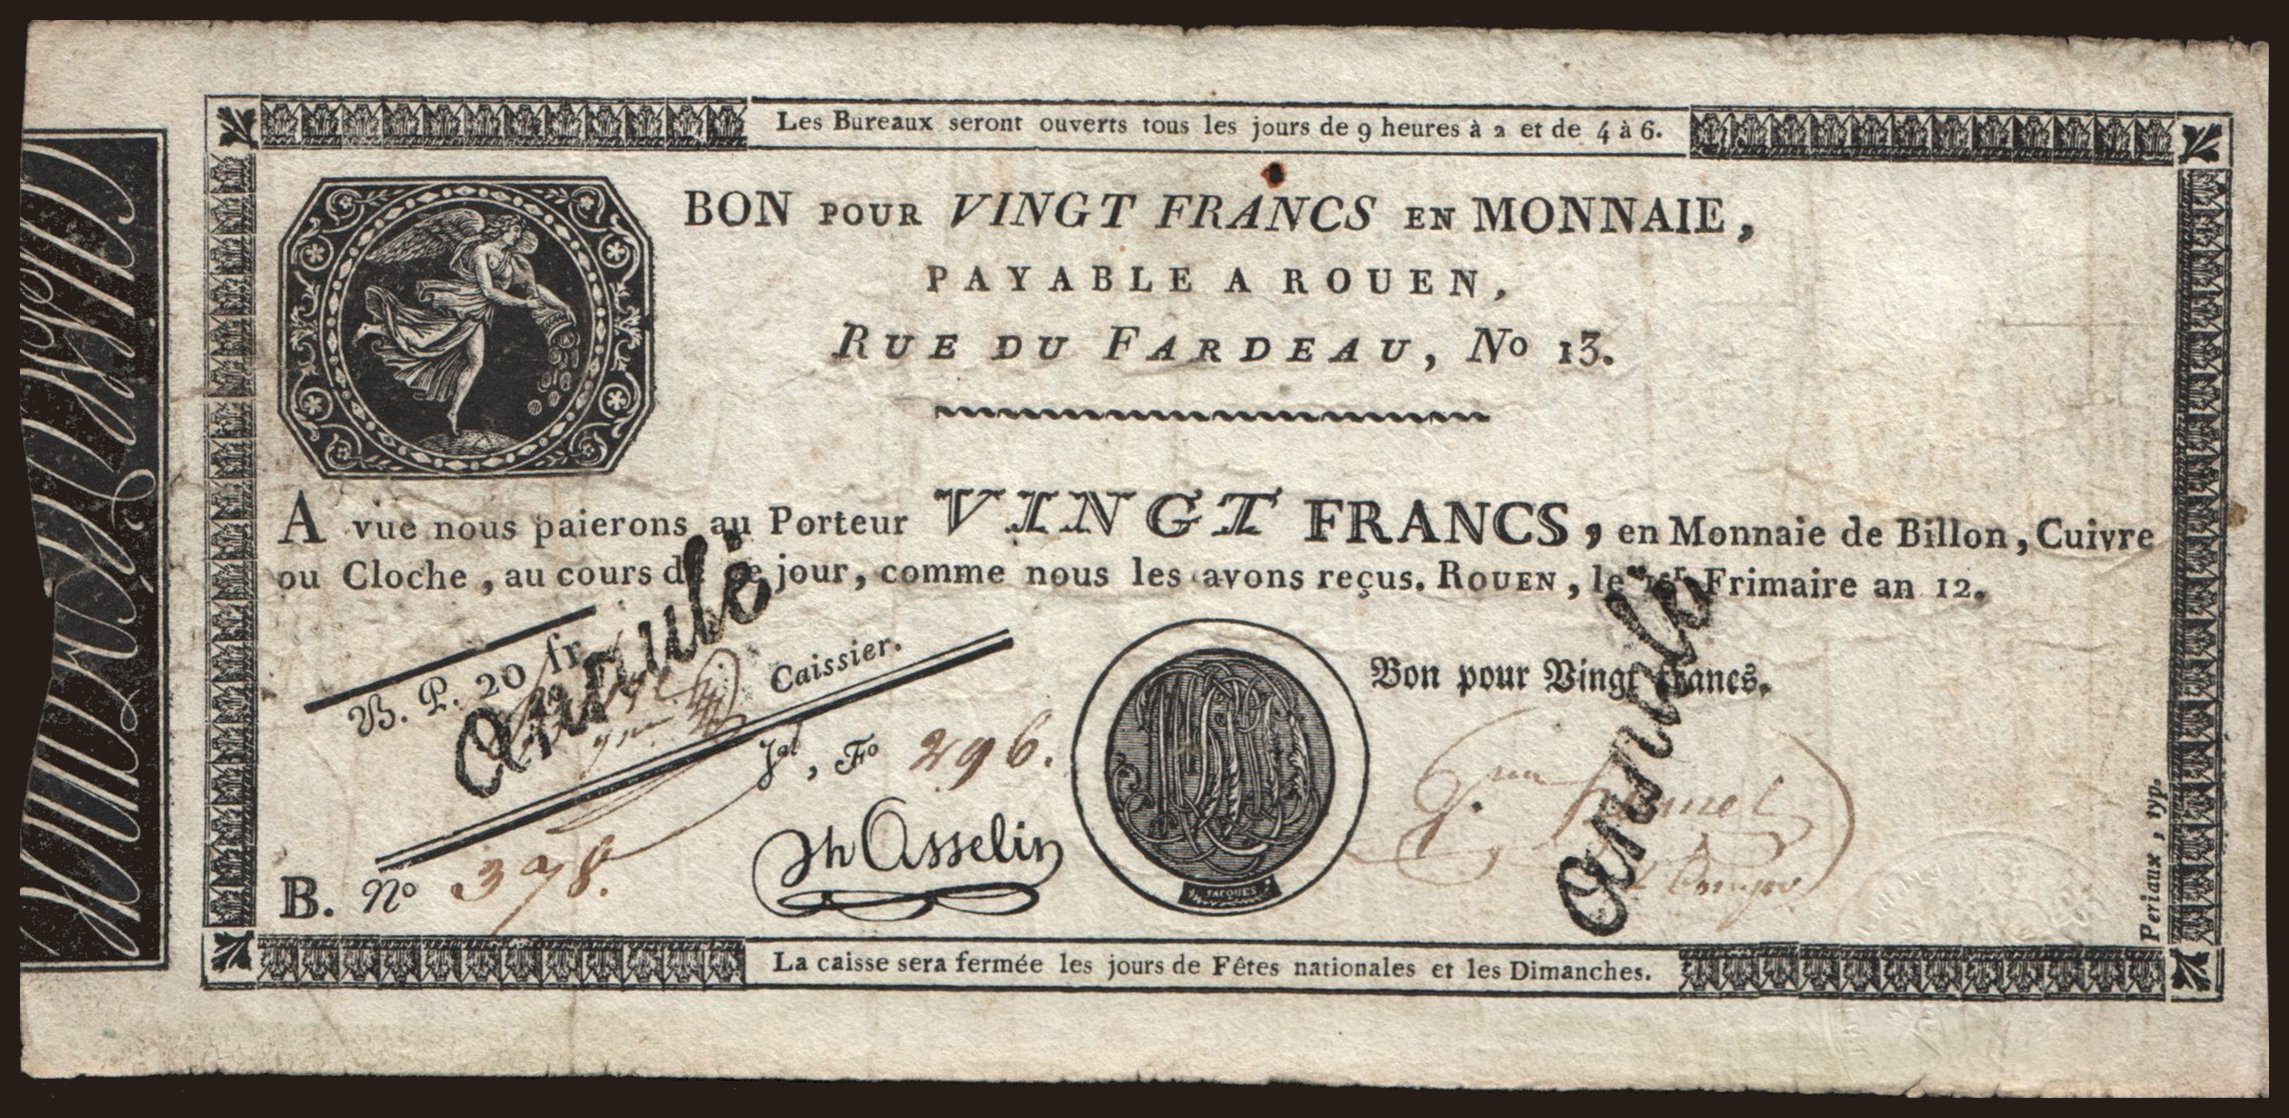 Les Bureaux seront ouverts tous les jours de 9 heures à 2 et de 4 à 6.
BON POUR VINGT FRANCS EN MONNAIE,
PAYABLE A ROUEN,
RUE DU FARDEAU, No 13.
A vue nous paierons au Porteur VINGT FRANCS, en Monnaie de Billon, Cuivre
ou Cloche, au cours de ce jour, comme nous les avons reçus. ROUEN, le 1er Frimaire an 12.
B. P. 20 fr.
Caissier.
Annulé
Annulé
Bon pour Vingt francs.
Jal, Fo 296.
B. No 378.
Jh Asselin
JACQUES
Periaux, typ.
La caisse sera fermée les jours de Fêtes nationales et les Dimanches.